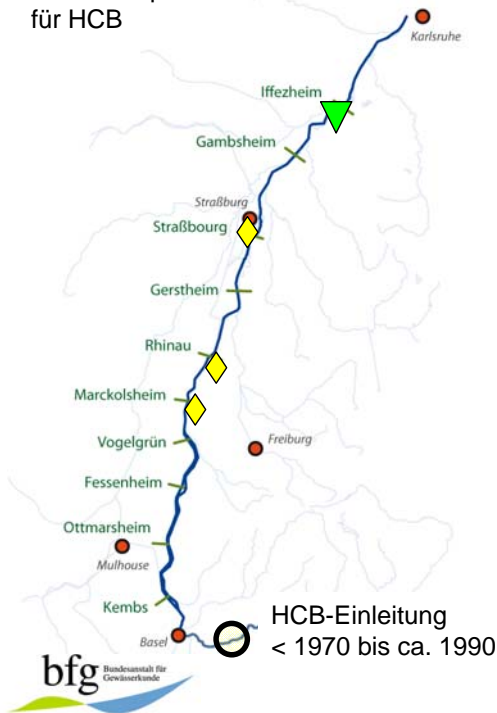 für HCB
Karlsruhe
Iffezheim
Gambsheim
Straßburg
Straßbourg
Gerstheim
Rhinau
Marckolsheim
Freiburg
Vogelgrün
Fessenheim
Ottmarsheim
Mulhouse
Kembs
HCB-Einleitung
< 1970 bis ca. 1990
Basel
bfg Bundesanstalt für
Gewässerkunde